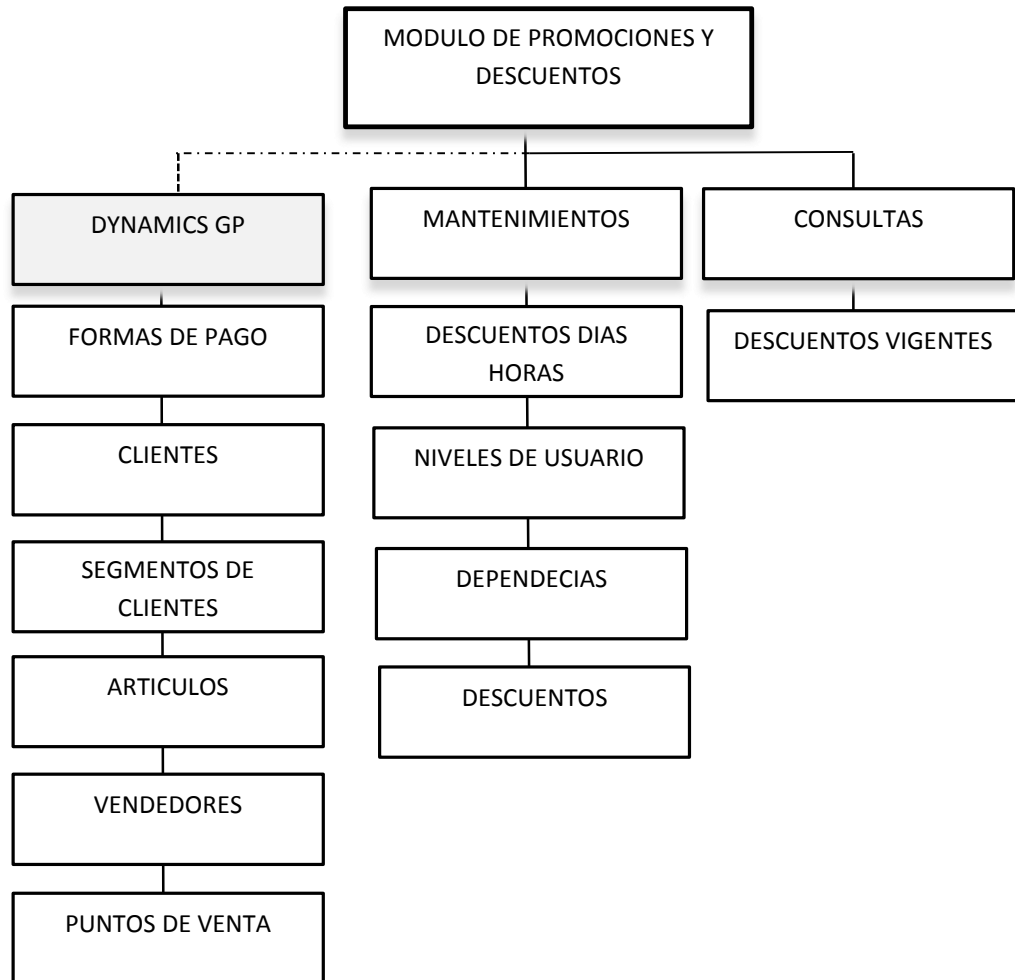 MODULO DE PROMOCIONES Y
DESCUENTOS
DYNAMICS GP
MANTENIMIENTOS
CONSULTAS
FORMAS DE PAGO
DESCUENTOS DIAS
HORAS
DESCUENTOS VIGENTES
CLIENTES
NIVELES DE USUARIO
SEGMENTOS DE
CLIENTES
DEPENDECIAS
ARTICULOS
DESCUENTOS
VENDEDORES
PUNTOS DE VENTA